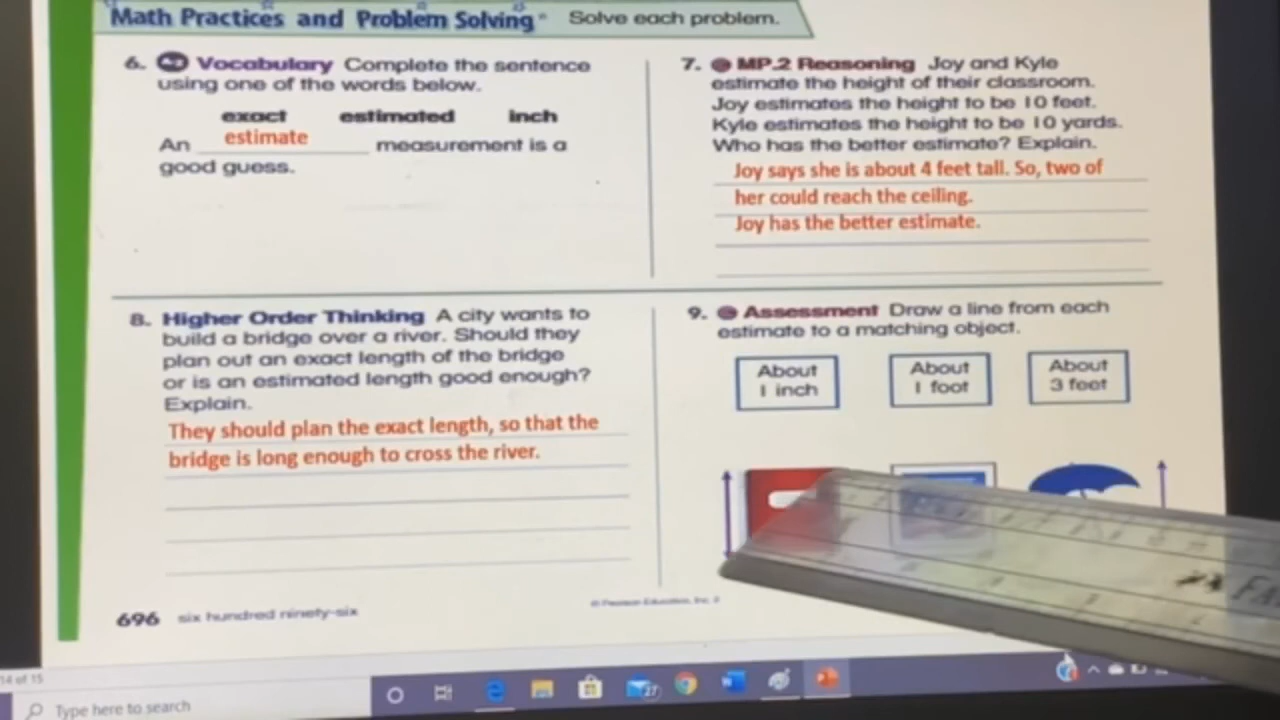 Math Practices and Problem Solving Solve each problem.
6. Vocabulary Complete the sentence
using one of the words below.
exact estimated inch
An estimate measurement is a
good guess.
7. MP.2 Reasoning Joy and Kyle
estimate the height of their classroom.
Joy estimates the height to be 10 feet.
Kyle estimates the height to be 10 yards.
Who has the better estimate? Explain.
Joy says she is about 4 feet tall. So, two of
her could reach the ceiling.
Joy has the better estimate.
8. Higher Order Thinking A city wants to
build a bridge over a river. Should they
plan out an exact length of the bridge
or is an estimated length good enough?
Explain.
They should plan the exact length, so that the
bridge is long enough to cross the river.
9. Assessment Draw a line from each
estimate to a matching object.
About
1 inch
About
1 foot
About
3 feet
696 six hundred ninety-six
© Pearson Education, Inc. 2
14 of 15
Type here to search
27